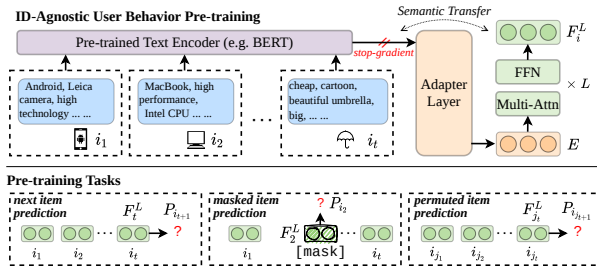 ID-Agnostic User Behavior Pre-training
Semantic Transfer
Pre-trained Text Encoder (e.g. BERT)
stop-gradient
Android, Leica
camera, high
technology ... ...
i_1
MacBook, high
performance,
Intel CPU ... ...
i_2
...
cheap, cartoon,
beautiful umbrella,
big, ... ...
i_t
Adapter
Layer
F_i^L
FFN
× L
Multi-Attn
E
Pre-training Tasks
next item
prediction
F_t^L
P_{i_{t+1}}
?
i_1
i_2
...
i_t
masked item
prediction
?
P_{i_2}
F_2^L
i_1
[mask]
...
i_t
permuted item
prediction
F_{j_t}^L
P_{i_{j_{t+1}}}
?
i_{j_1}
i_{j_2}
...
i_{j_t}